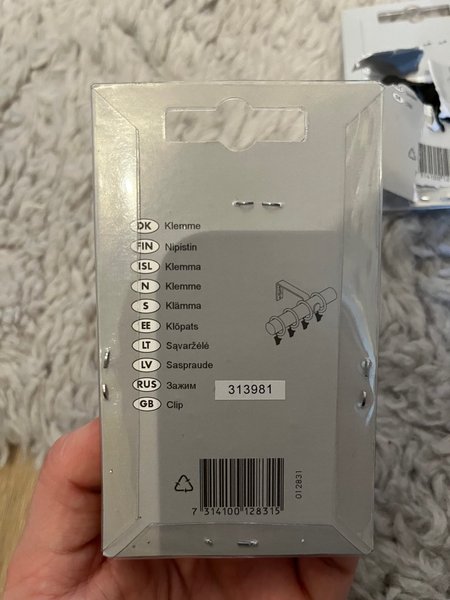 DK Klemme
FIN Nipistin
ISL Klemma
N Klemme
S Klämma
EE Klõpats
LT Sąvaržėlė
LV Saspraude
RUS Зажим
GB Clip
313981
012831
7 314100 128315